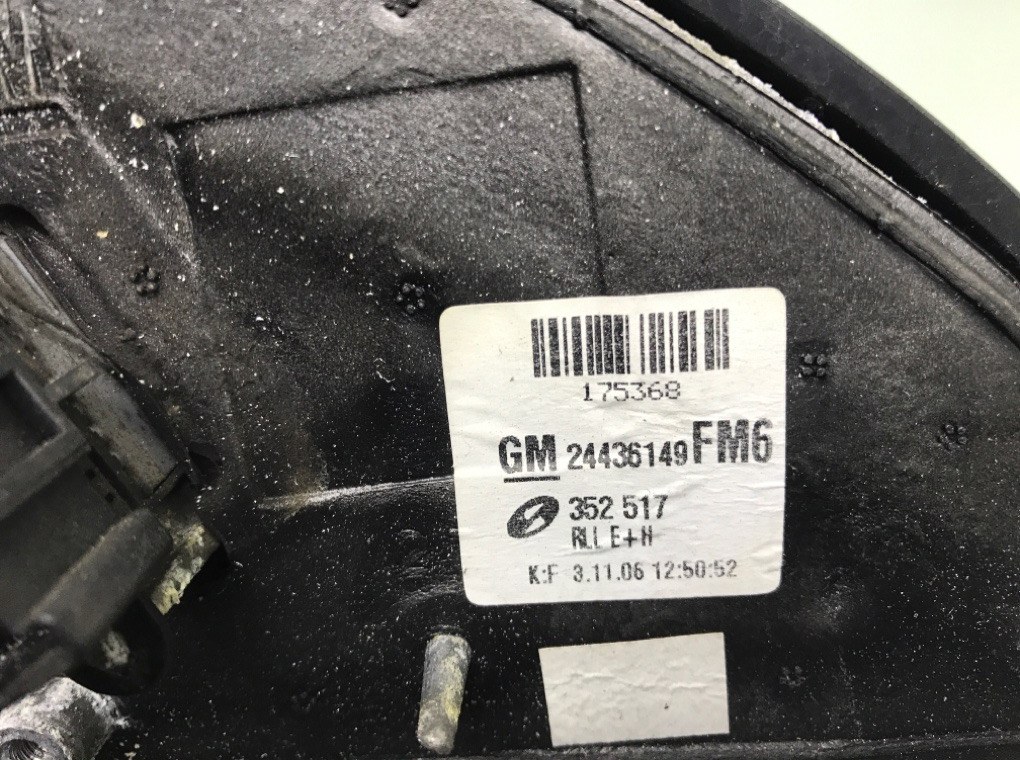 175368
GM 24436149 FM6
352 517
RLL E+H
K:F 3.11.06 12:50:52